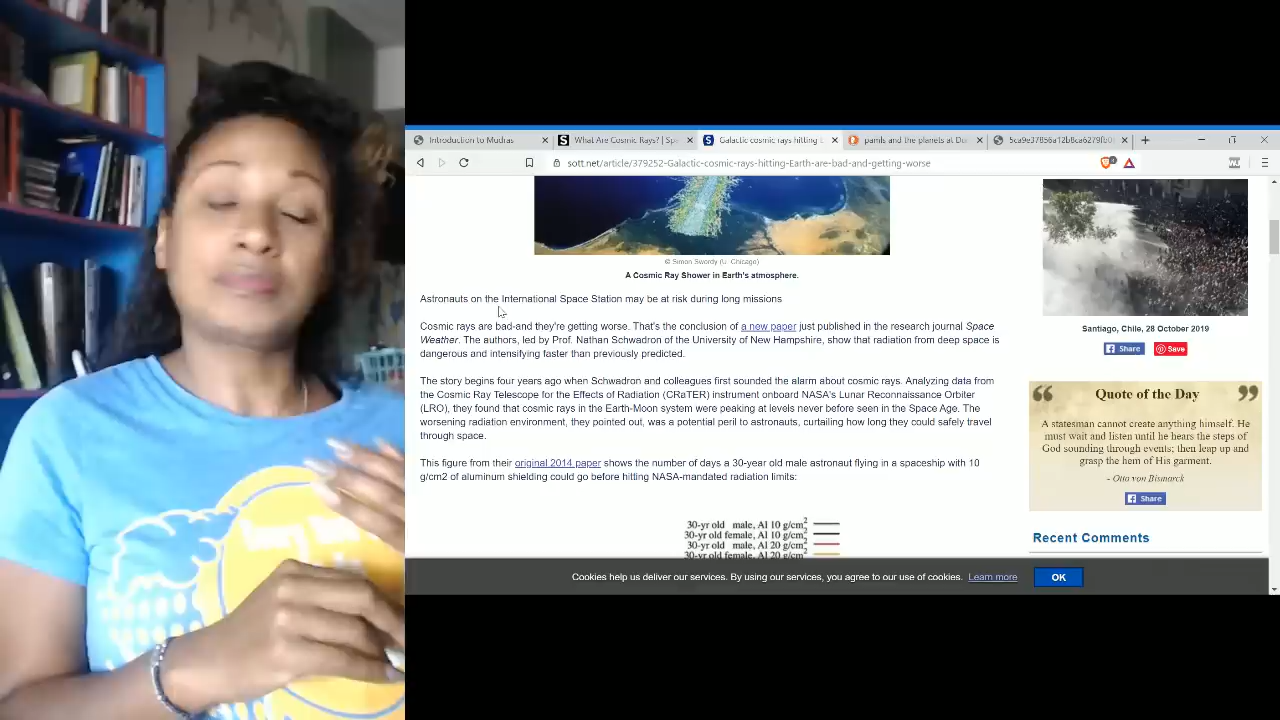 Introduction to Mudras
What Are Cosmic Rays? | Spa
Galactic cosmic rays hitting E
5ca9e37856a12b8ca6279fb0
sott.net/article/379252-Galactic-cosmic-rays-hitting-Earth-are-bad-and-getting-worse
© Simon Swordy (U. Chicago)
A Cosmic Ray Shower in Earth's atmosphere.
Astronauts on the International Space Station may be at risk during long missions
Cosmic rays are bad-and they're getting worse. That's the conclusion of a new paper just published in the research journal Space
Weather. The authors, led by Prof. Nathan Schwadron of the University of New Hampshire, show that radiation from deep space is
dangerous and intensifying faster than previously predicted.
The story begins four years ago when Schwadron and colleagues first sounded the alarm about cosmic rays. Analyzing data from
the Cosmic Ray Telescope for the Effects of Radiation (CRaTER) instrument onboard NASA's Lunar Reconnaissance Orbiter
(LRO), they found that cosmic rays in the Earth-Moon system were peaking at levels never before seen in the Space Age. The
worsening radiation environment, they pointed out, was a potential peril to astronauts, curtailing how long they could safely travel
through space.
This figure from their original 2014 paper shows the number of days a 30-year old male astronaut flying in a spaceship with 10
g/cm2 of aluminum shielding could go before hitting NASA-mandated radiation limits:
30-yr old male, Al 10 g/cm2
30-yr old female, Al 10 g/cm2
30-yr old male, Al 20 g/cm2
30-yr old female, Al 20 g/cm2
Santiago, Chile, 28 October 2019
Share Save
Quote of the Day
A statesman cannot create anything himself. He
must wait and listen until he hears the steps of
God sounding through events; then leap up and
grasp the hem of His garment.
- Otto von Bismarck
Share
Recent Comments
Cookies help us deliver our services. By using our services, you agree to our use of cookies. Learn more OK